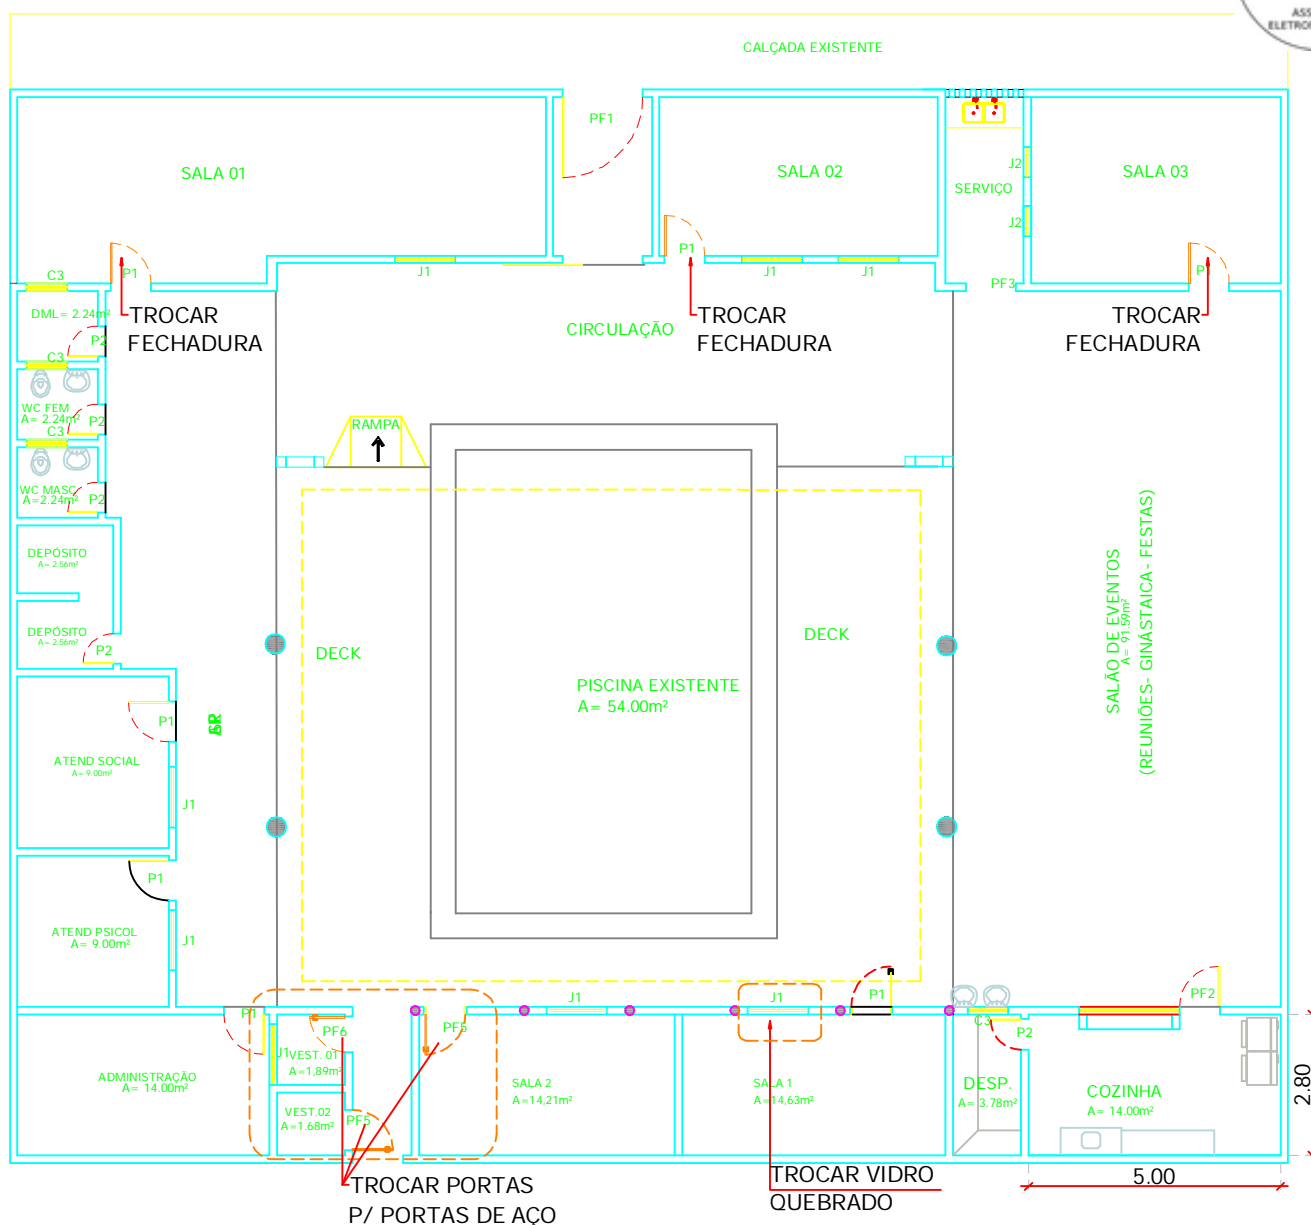 ASS
ELETRO
CALÇADA EXISTENTE
PF1
SALA 01
SALA 02
J2
SERVIÇO
SALA 03
J2
P1
P1
P1
C3
J1
J1
J1
PF3
DML= 2.24m²
TROCAR
FECHADURA
TROCAR
FECHADURA
TROCAR
FECHADURA
CIRCULAÇÃO
P2
C3
WC FEM
A= 2.24m²
P2
C3
RAMPA
WC MASC
A=2.24m²
P2
DEPÓSITO
A= 2.56m²
DEPÓSITO
A= 2.56m²
P2
DECK
DECK
SALÃO DE EVENTOS
A= 91.59m²
(REUNIÕES- GINÁSTAICA- FESTAS)
PISCINA EXISTENTE
A= 54.00m²
P1
ATEND SOCIAL
A= 9.00m²
J1
P1
ATEND PSICOL
A= 9.00m²
J1
P1
J1
J1
P1
PF2
PF6
PF5
C3
P2
J1
VEST. 01
A=1,89m²
ADMINISTRAÇÃO
A= 14.00m²
SALA 2
A=14,21m²
SALA 1
A=14,63m²
DESP.
A= 3.78m²
COZINHA
A= 14.00m²
2.80
VEST.02
A=1.68m²
PF5
TROCAR PORTAS
P/ PORTAS DE AÇO
TROCAR VIDRO
QUEBRADO
5.00